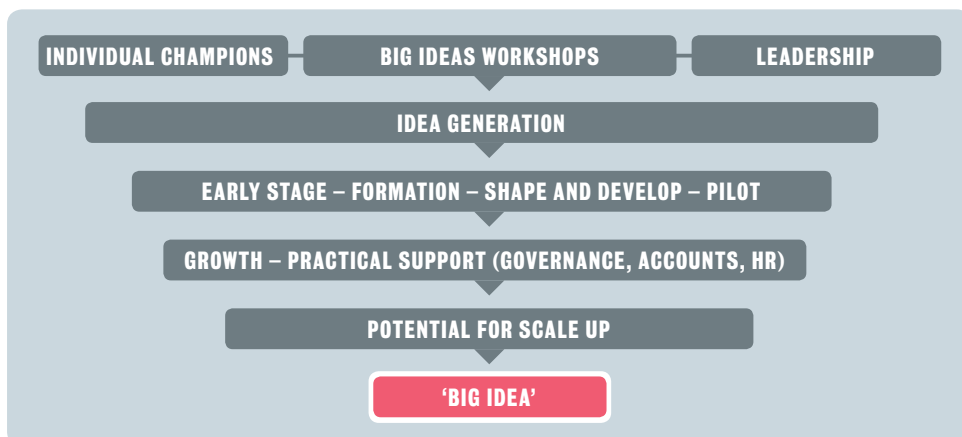 INDIVIDUAL CHAMPIONS
BIG IDEAS WORKSHOPS
LEADERSHIP
IDEA GENERATION
EARLY STAGE – FORMATION – SHAPE AND DEVELOP – PILOT
GROWTH – PRACTICAL SUPPORT (GOVERNANCE, ACCOUNTS, HR)
POTENTIAL FOR SCALE UP
‘BIG IDEA’